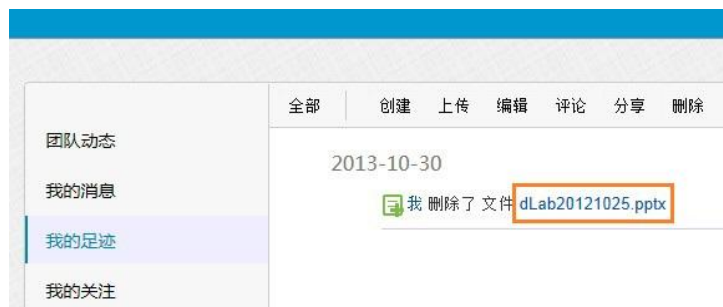 全部 创建 上传 编辑 评论 分享 删除
团队动态
2013-10-30
我的消息
我 删除了 文件 dLab20121025.pptx
我的足迹
我的关注